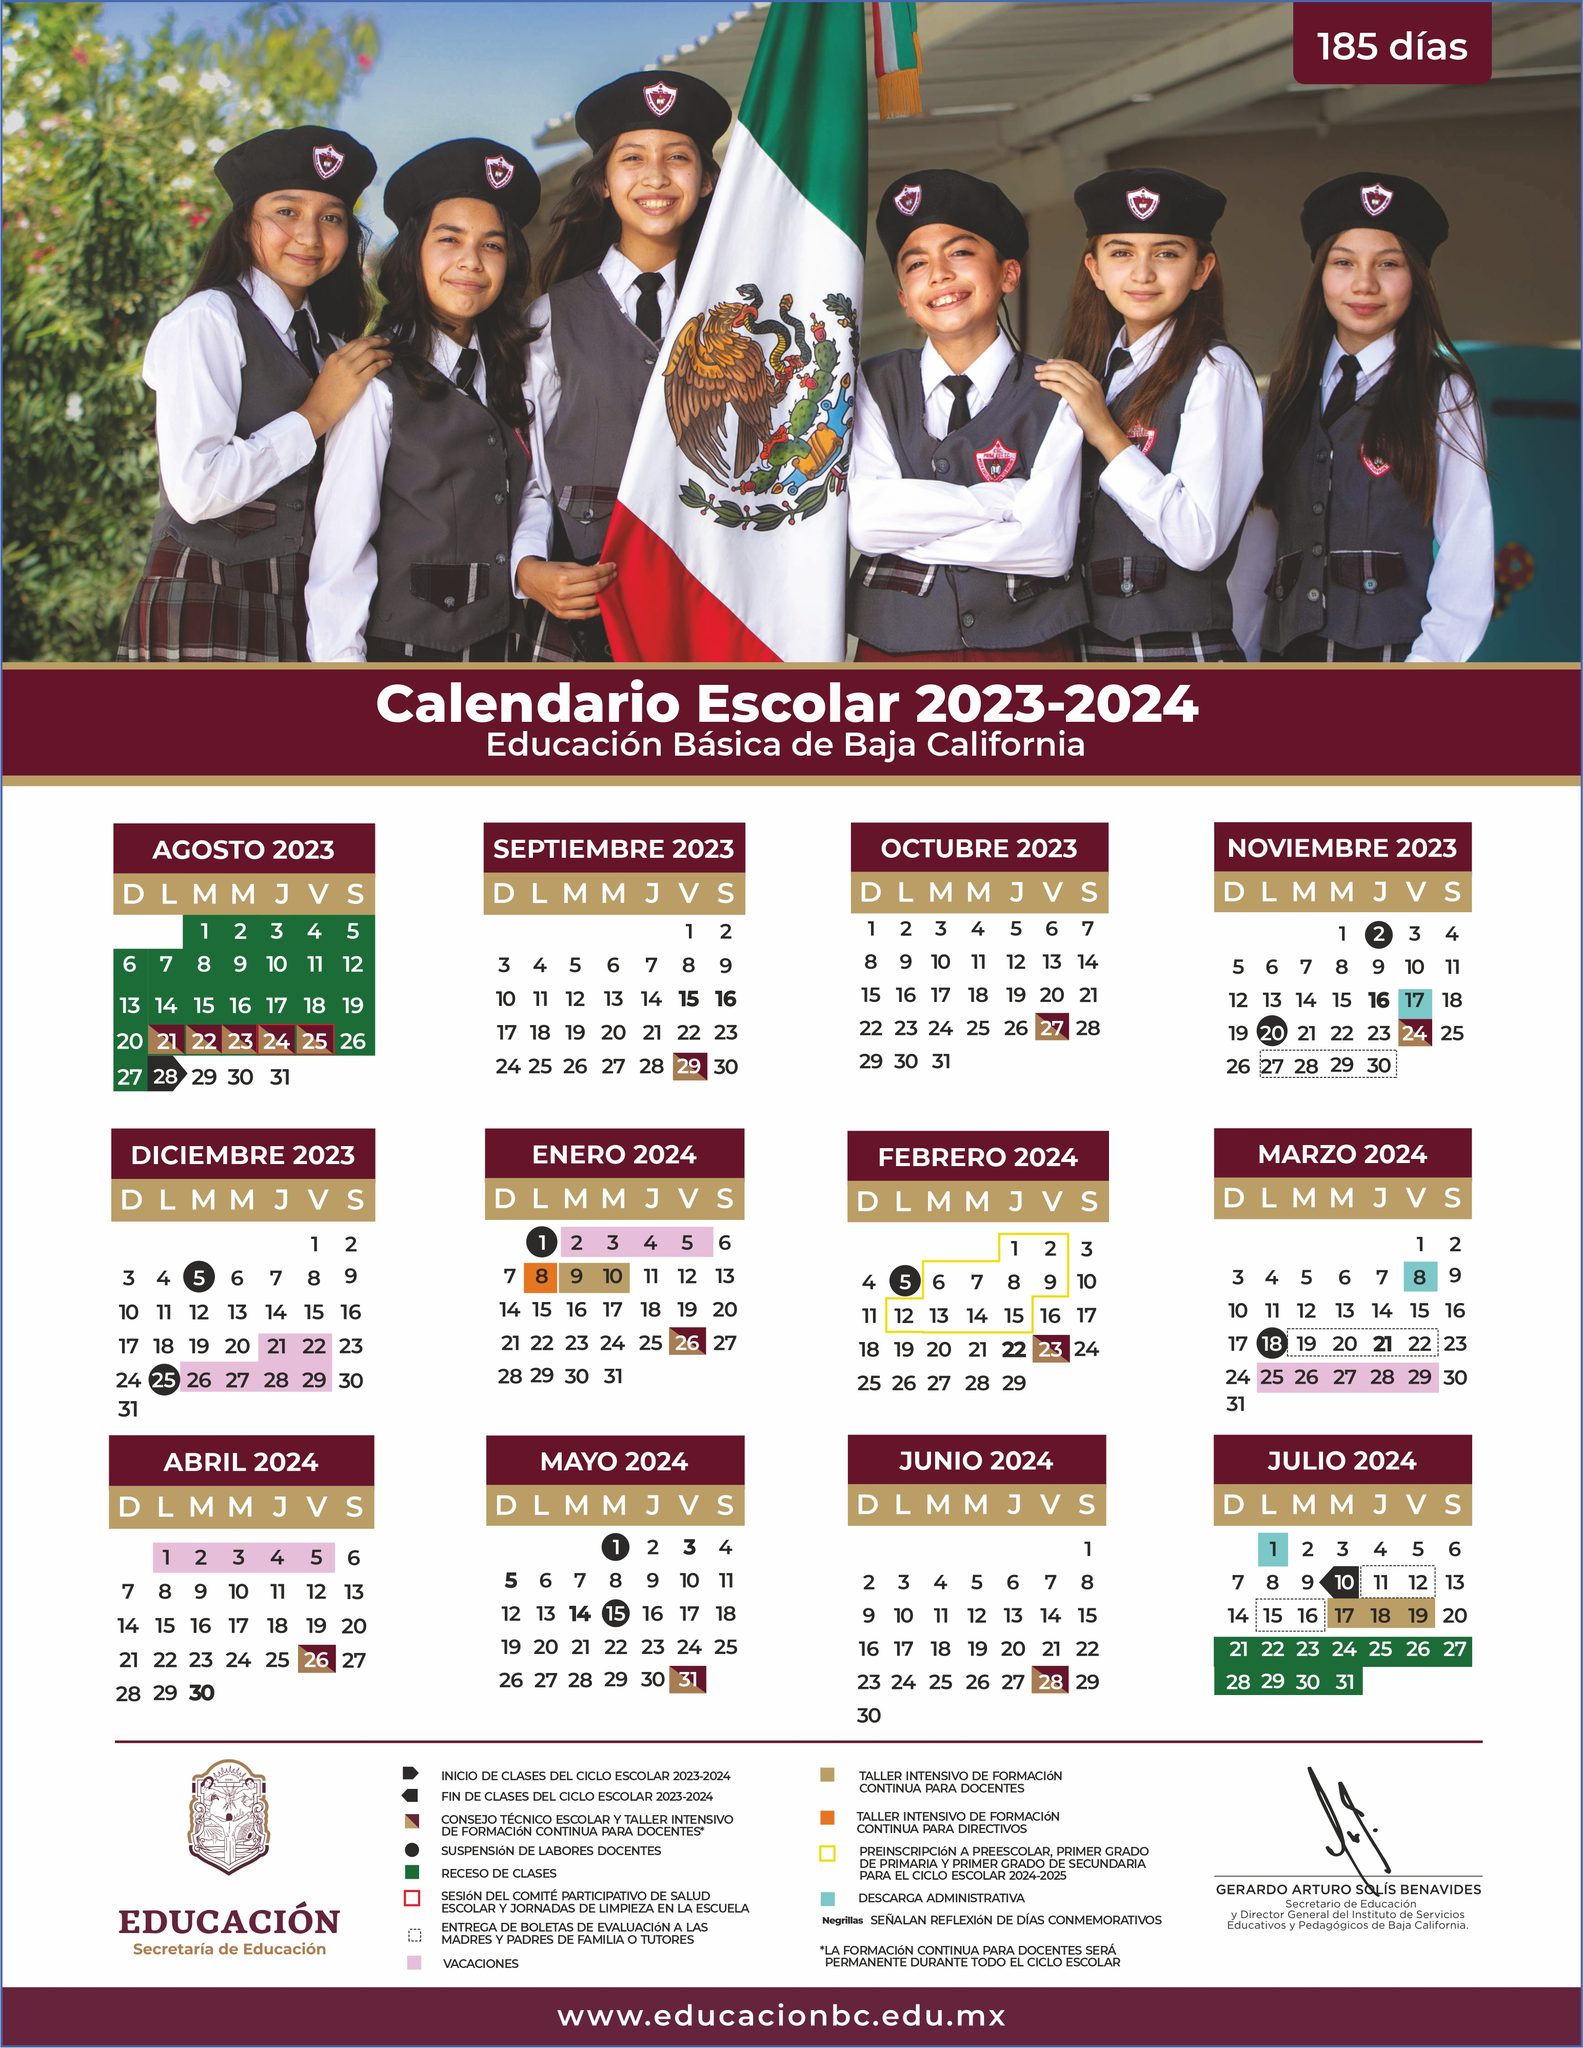 185 días
Calendario Escolar 2023-2024
Educación Básica de Baja California
AGOSTO 2023
D L M M J V S
1 2 3 4 5
6 7 8 9 10 11 12
13 14 15 16 17 18 19
20 21 22 23 24 25 26
27 28 29 30 31
SEPTIEMBRE 2023
D L M M J V S
1 2
3 4 5 6 7 8 9
10 11 12 13 14 15 16
17 18 19 20 21 22 23
24 25 26 27 28 29 30
OCTUBRE 2023
D L M M J V S
1 2 3 4 5 6 7
8 9 10 11 12 13 14
15 16 17 18 19 20 21
22 23 24 25 26 27 28
29 30 31
NOVIEMBRE 2023
D L M M J V S
1 2 3 4
5 6 7 8 9 10 11
12 13 14 15 16 17 18
19 20 21 22 23 24 25
26 27 28 29 30
DICIEMBRE 2023
D L M M J V S
1 2
3 4 5 6 7 8 9
10 11 12 13 14 15 16
17 18 19 20 21 22 23
24 25 26 27 28 29 30
31
ENERO 2024
D L M M J V S
1 2 3 4 5 6
7 8 9 10 11 12 13
14 15 16 17 18 19 20
21 22 23 24 25 26 27
28 29 30 31
FEBRERO 2024
D L M M J V S
1 2 3
4 5 6 7 8 9 10
11 12 13 14 15 16 17
18 19 20 21 22 23 24
25 26 27 28 29
MARZO 2024
D L M M J V S
1 2
3 4 5 6 7 8 9
10 11 12 13 14 15 16
17 18 19 20 21 22 23
24 25 26 27 28 29 30
31
ABRIL 2024
D L M M J V S
1 2 3 4 5 6
7 8 9 10 11 12 13
14 15 16 17 18 19 20
21 22 23 24 25 26 27
28 29 30
MAYO 2024
D L M M J V S
1 2 3 4
5 6 7 8 9 10 11
12 13 14 15 16 17 18
19 20 21 22 23 24 25
26 27 28 29 30 31
JUNIO 2024
D L M M J V S
1
2 3 4 5 6 7 8
9 10 11 12 13 14 15
16 17 18 19 20 21 22
23 24 25 26 27 28 29
30
JULIO 2024
D L M M J V S
1 2 3 4 5 6
7 8 9 10 11 12 13
14 15 16 17 18 19 20
21 22 23 24 25 26 27
28 29 30 31
EDUCACIÓN
Secretaría de Educación
INICIO DE CLASES DEL CICLO ESCOLAR 2023-2024
FIN DE CLASES DEL CICLO ESCOLAR 2023-2024
CONSEJO TÉCNICO ESCOLAR Y TALLER INTENSIVO
DE FORMACIÓN CONTINUA PARA DOCENTES*
SUSPENSIÓN DE LABORES DOCENTES
RECESO DE CLASES
SESIÓN DEL COMITÉ PARTICIPATIVO DE SALUD
ESCOLAR Y JORNADAS DE LIMPIEZA EN LA ESCUELA
ENTREGA DE BOLETAS DE EVALUACIÓN A LAS
MADRES Y PADRES DE FAMILIA O TUTORES
VACACIONES
TALLER INTENSIVO DE FORMACIÓN
CONTINUA PARA DOCENTES
TALLER INTENSIVO DE FORMACIÓN
CONTINUA PARA DIRECTIVOS
PREINSCRIPCIÓN A PREESCOLAR, PRIMER GRADO
DE PRIMARIA Y PRIMER GRADO DE SECUNDARIA
PARA EL CICLO ESCOLAR 2024-2025
DESCARGA ADMINISTRATIVA
Negrillas SEÑALAN REFLEXIÓN DE DÍAS CONMEMORATIVOS
*LA FORMACIÓN CONTINUA PARA DOCENTES SERÁ
PERMANENTE DURANTE TODO EL CICLO ESCOLAR
GERARDO ARTURO SOLÍS BENAVIDES
Secretario de Educación
y Director General del Instituto de Servicios
Educativos y Pedagógicos de Baja California.
www.educacionbc.edu.mx